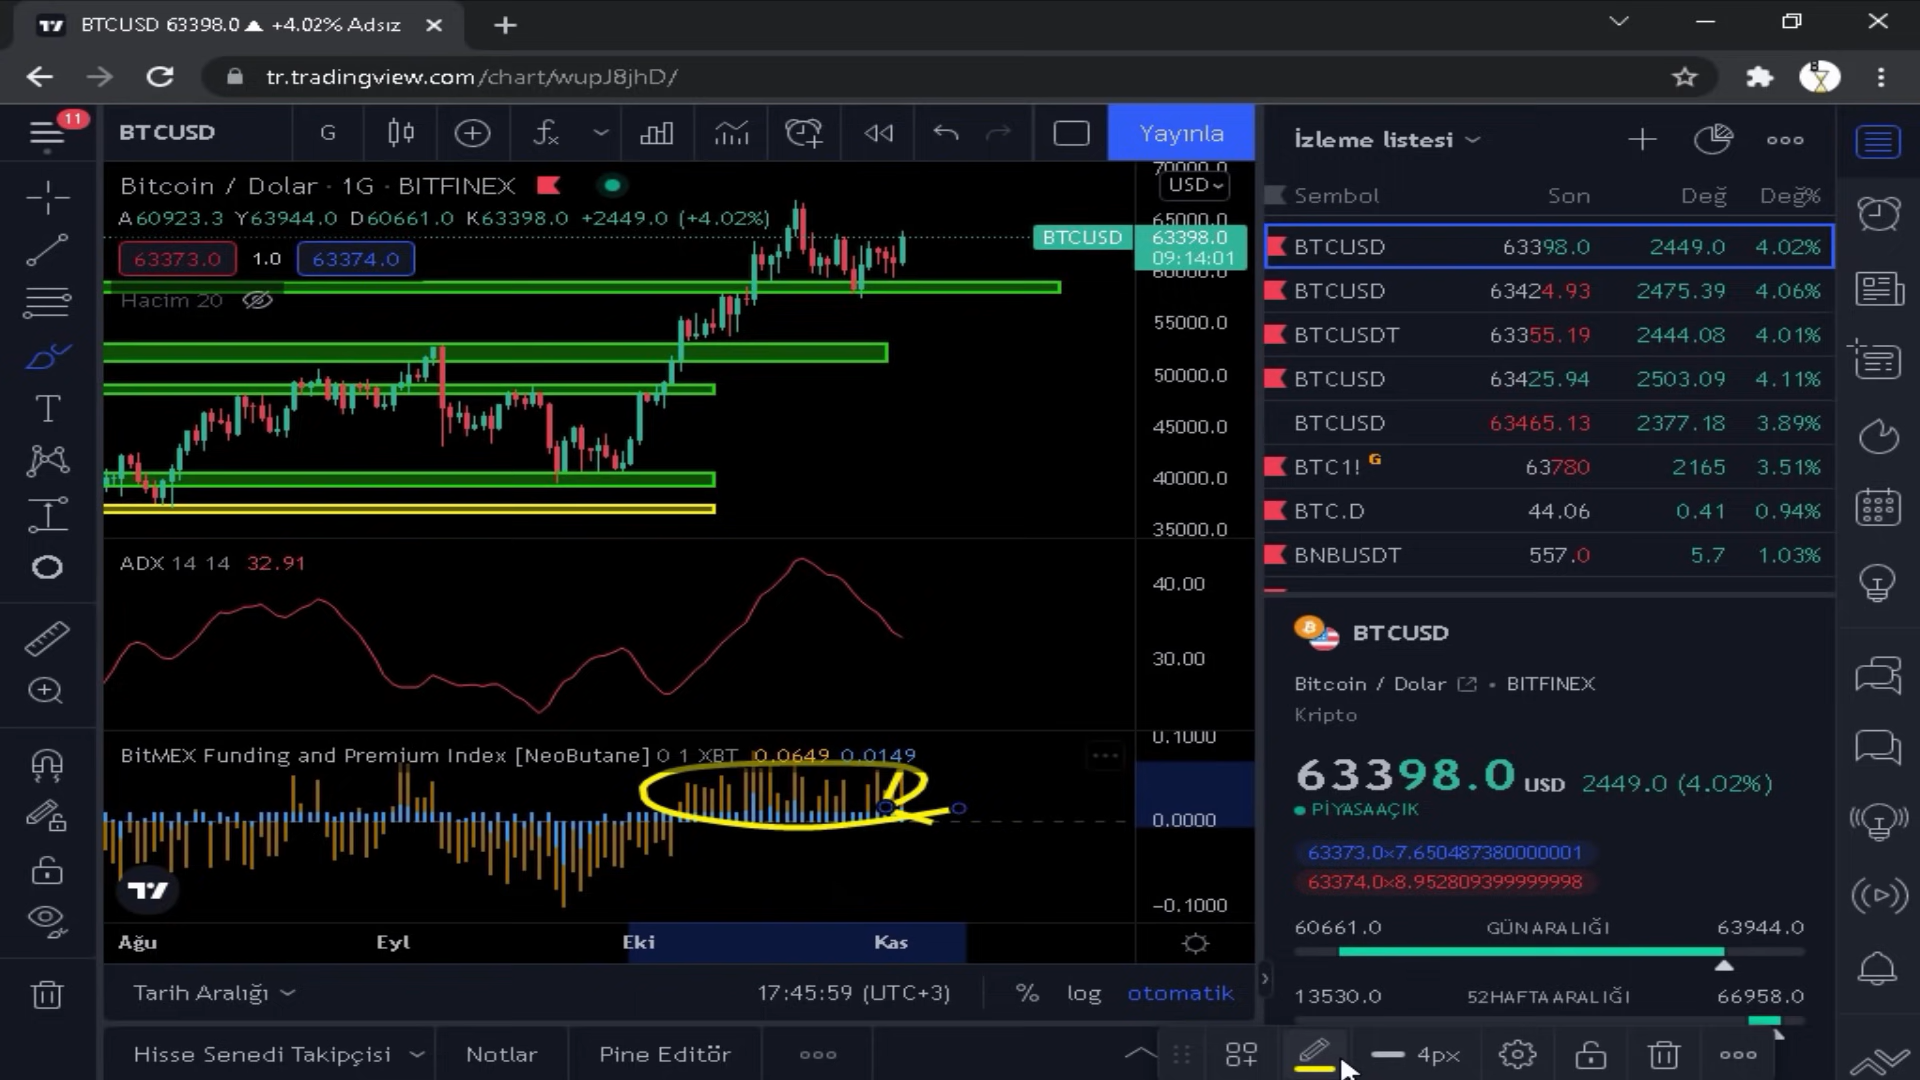 BTCUSD 63398.0 ▲ +4.02% Adsız
tr.tradingview.com/chart/wupJ8jhD/
11
BTCUSD
G
Yayınla
Bitcoin / Dolar · 1G · BITFINEX
A60923.3 Y63944.0 D60661.0 K63398.0 +2449.0 (+4.02%)
63373.0 1.0 63374.0
Hacim 20
70000.0
USD
65000.0
BTCUSD 63398.0
09:14:01
60000.0
55000.0
50000.0
45000.0
40000.0
35000.0
ADX 14 14 32.91
40.00
30.00
BitMEX Funding and Premium Index [NeoButane] 0 1 XBT 0.0649 0.0149
0.1000
0.0000
−0.1000
Ağu Eyl Eki Kas
Tarih Aralığı
17:45:59 (UTC+3)
% log otomatik
Hisse Senedi Takipçisi
Notlar
Pine Editör
İzleme listesi
Sembol Son Değ Değ%
BTCUSD 63398.0 2449.0 4.02%
BTCUSD 63424.93 2475.39 4.06%
BTCUSDT 63355.19 2444.08 4.01%
BTCUSD 63425.94 2503.09 4.11%
BTCUSD 63465.13 2377.18 3.89%
BTC1! G 63780 2165 3.51%
BTC.D 44.06 0.41 0.94%
BNBUSDT 557.0 5.7 1.03%
BTCUSD
Bitcoin / Dolar • BITFINEX
Kripto
63398.0 USD 2449.0 (4.02%)
PİYASA AÇIK
63373.0×7.650487380000001
63374.0×8.952809399999998
60661.0 GÜN ARALIĞI 63944.0
13530.0 52HAFTA ARALIĞI 66958.0
4px